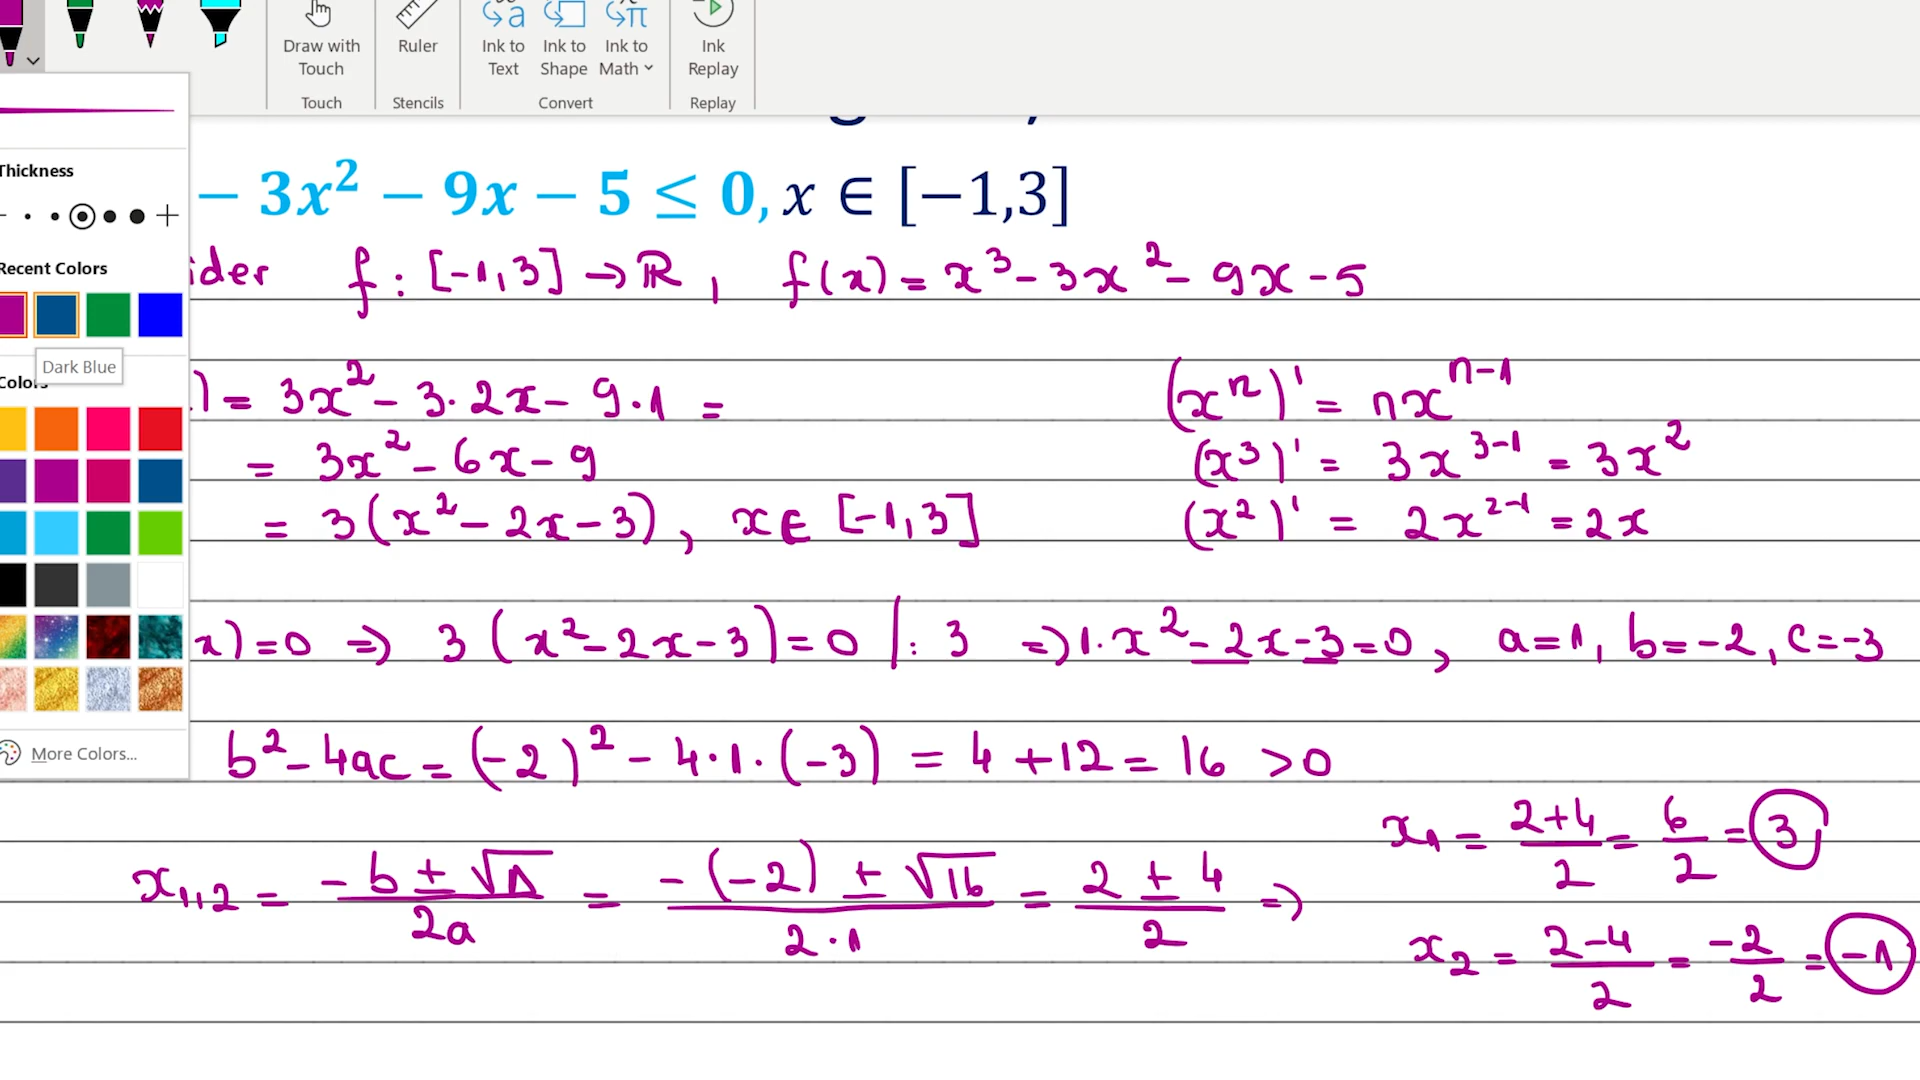 Draw with Touch
Ruler
Ink to Text
Ink to Shape
Ink to Math
Ink Replay
Touch
Stencils
Convert
Replay
Thickness
Recent Colors
Dark Blue
Colors
More Colors...
− 3x² − 9x − 5 ≤ 0, x ∈ [−1,3]
ider f : [-1,3] → ℝ , f(x) = x³ - 3x² - 9x - 5
) = 3x² - 3·2x - 9·1 =
= 3x² - 6x - 9
= 3(x² - 2x - 3), x ∈ [-1,3]
(xⁿ)' = nxⁿ⁻¹
(x³)' = 3x³⁻¹ = 3x²
(x²)' = 2x²⁻¹ = 2x
x) = 0 ⇒ 3(x² - 2x - 3) = 0 |: 3 ⇒ 1·x² - 2x - 3 = 0, a = 1, b = -2, c = -3
b² - 4ac = (-2)² - 4·1·(-3) = 4 + 12 = 16 > 0
x₁,₂ = (-b ± √Δ)/2a = (-(-2) ± √16)/2·1 = (2 ± 4)/2 ⇒
x₁ = (2+4)/2 = 6/2 = 3
x₂ = (2-4)/2 = -2/2 = -1